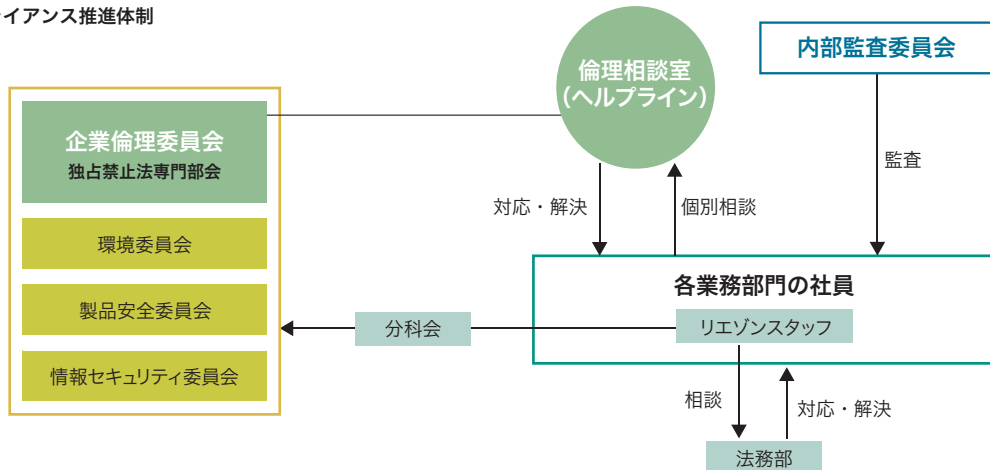 イアンス推進体制
倫理相談室
(ヘルプライン)
内部監査委員会
企業倫理委員会
独占禁止法専門部会
監査
対応・解決
個別相談
環境委員会
各業務部門の社員
製品安全委員会
分科会
リエゾンスタッフ
情報セキュリティ委員会
相談
対応・解決
法務部